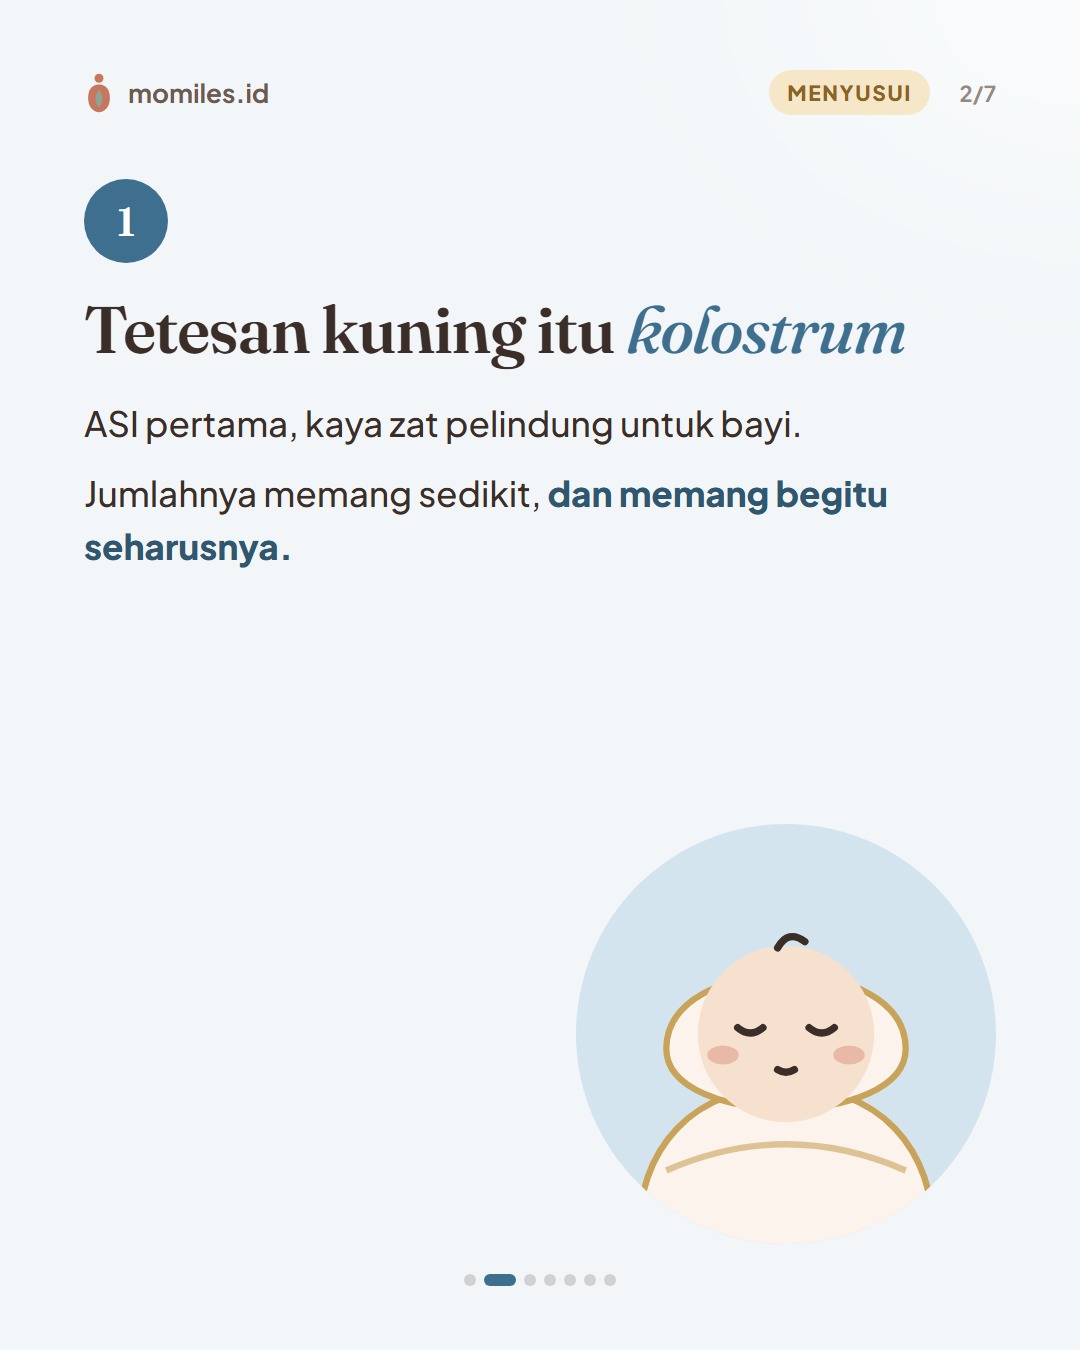 momiles.id
MENYUSUI 2/7
1
Tetesan kuning itu kolostrum
ASI pertama, kaya zat pelindung untuk bayi.
Jumlahnya memang sedikit, dan memang begitu
seharusnya.